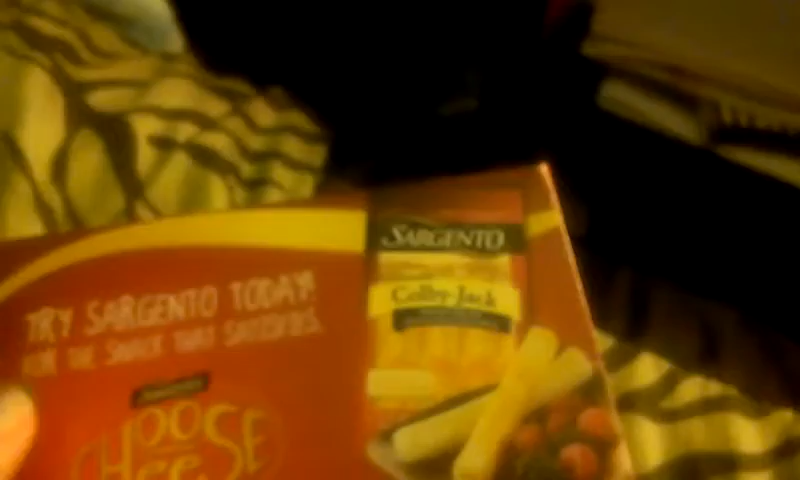 TRY SARGENTO TODAY!
FOR THE SNACK THAT SATISFIES.
CHOOSE
CHEESE
SARGENTO
Colby-Jack